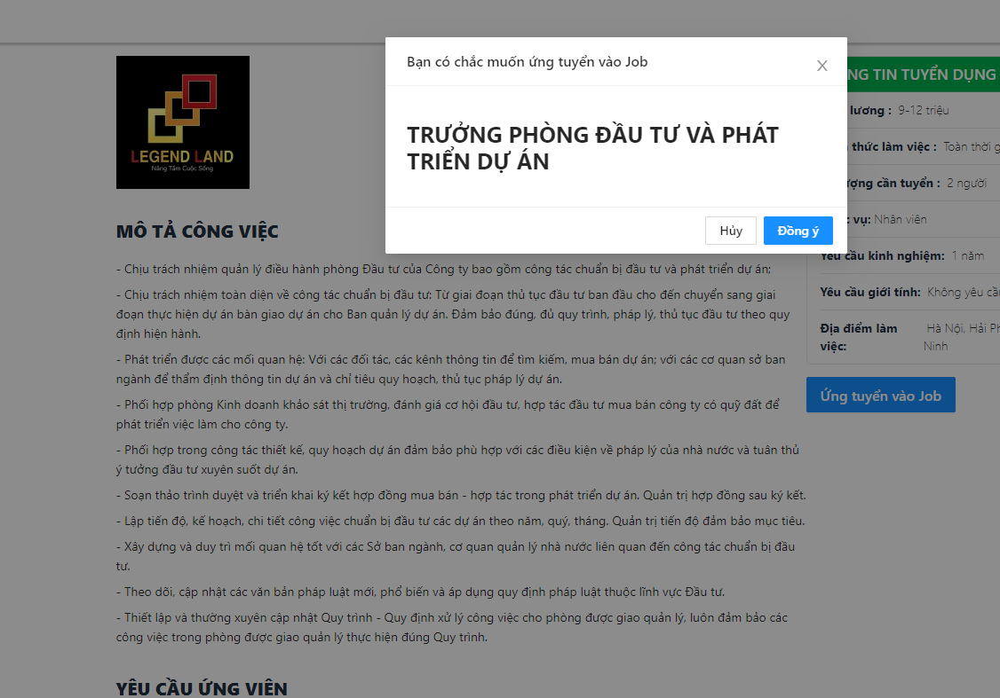 Bạn có chắc muốn ứng tuyển vào Job
TRƯỞNG PHÒNG ĐẦU TƯ VÀ PHÁT
TRIỂN DỰ ÁN
Hủy
Đồng ý
LEGEND LAND
Nâng Tầm Cuộc Sống
MÔ TẢ CÔNG VIỆC
- Chịu trách nhiệm quản lý điều hành phòng Đầu tư của Công ty bao gồm công tác chuẩn bị đầu tư và phát triển dự án;
- Chịu trách nhiệm toàn diện về công tác chuẩn bị đầu tư: Từ giai đoạn thủ tục đầu tư ban đầu cho đến chuyển sang giai
đoạn thực hiện dự án bàn giao dự án cho Ban quản lý dự án. Đảm bảo đúng, đủ quy trình, pháp lý, thủ tục đầu tư theo quy
định hiện hành.
- Phát triển được các mối quan hệ: Với các đối tác, các kênh thông tin để tìm kiếm, mua bán dự án; với các cơ quan sở ban
ngành để thẩm định thông tin dự án và chỉ tiêu quy hoạch, thủ tục pháp lý dự án.
- Phối hợp phòng Kinh doanh khảo sát thị trường, đánh giá cơ hội đầu tư, hợp tác đầu tư mua bán công ty có quỹ đất để
phát triển việc làm cho công ty.
- Phối hợp trong công tác thiết kế, quy hoạch dự án đảm bảo phù hợp với các điều kiện về pháp lý của nhà nước và tuân thủ
ý tưởng đầu tư xuyên suốt dự án.
- Soạn thảo trình duyệt và triển khai ký kết hợp đồng mua bán - hợp tác trong phát triển dự án. Quản trị hợp đồng sau ký kết.
- Lập tiến độ, kế hoạch, chi tiết công việc chuẩn bị đầu tư các dự án theo năm, quý, tháng. Quản trị tiến độ đảm bảo mục tiêu.
- Xây dựng và duy trì mối quan hệ tốt với các Sở ban ngành, cơ quan quản lý nhà nước liên quan đến công tác chuẩn bị đầu
tư.
- Theo dõi, cập nhật các văn bản pháp luật mới, phổ biến và áp dụng quy định pháp luật thuộc lĩnh vực Đầu tư.
- Thiết lập và thường xuyên cập nhật Quy trình - Quy định xử lý công việc cho phòng được giao quản lý, luôn đảm bảo các
công việc trong phòng được giao quản lý thực hiện đúng Quy trình.
YÊU CẦU ỨNG VIÊN
NG TIN TUYỂN DỤNG
lương : 9-12 triệu
thức làm việc : Toàn thời g
ượng cần tuyển : 2 người
vụ: Nhân viên
Yêu cầu kinh nghiệm: 1 năm
Yêu cầu giới tính: Không yêu cầ
Địa điểm làm Hà Nội, Hải Ph
việc: Ninh
Ứng tuyển vào Job